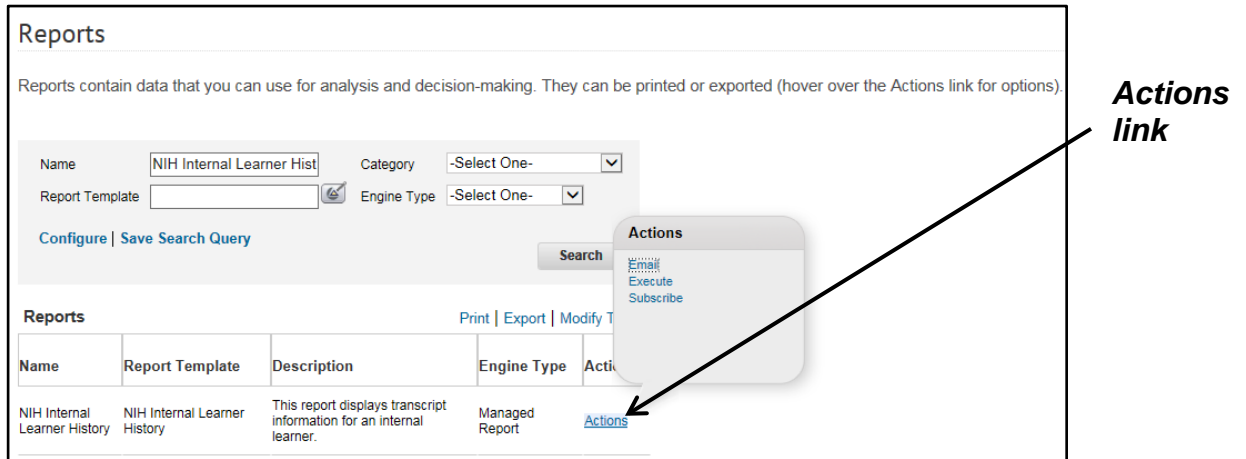 Reports
Reports contain data that you can use for analysis and decision-making. They can be printed or exported (hover over the Actions link for options).
Actions
link
Name NIH Internal Learner Hist Category -Select One-
Report Template Engine Type -Select One-
Configure | Save Search Query
Search
Actions
Email
Execute
Subscribe
Reports Print | Export | Modify T
Name Report Template Description Engine Type Acti
NIH Internal Learner History NIH Internal Learner History This report displays transcript information for an internal learner. Managed Report Actions